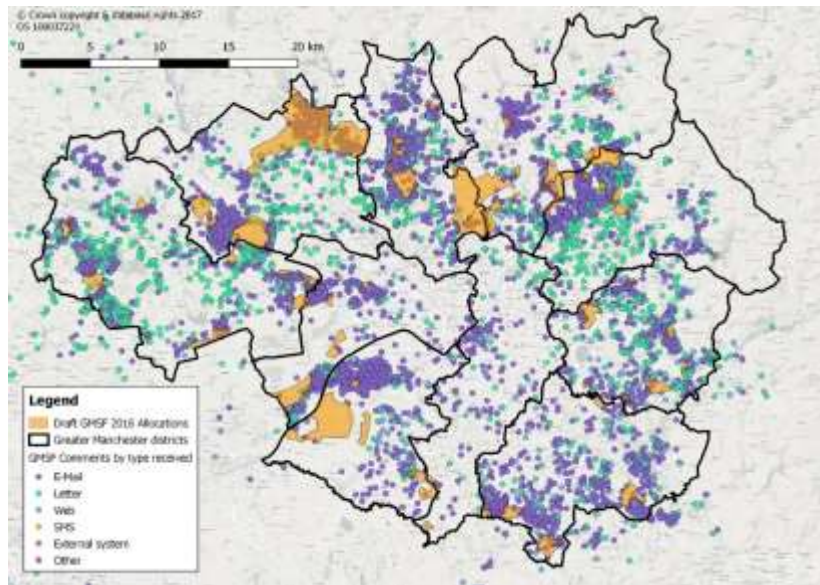 © Crown copyright & database rights 2017
OS 100037229
0 5 10 15 20 km
Legend
Draft GMSF 2016 Allocations
Greater Manchester districts
GMSF Comments by type received
E-Mail
Letter
Web
SMS
External system
Other